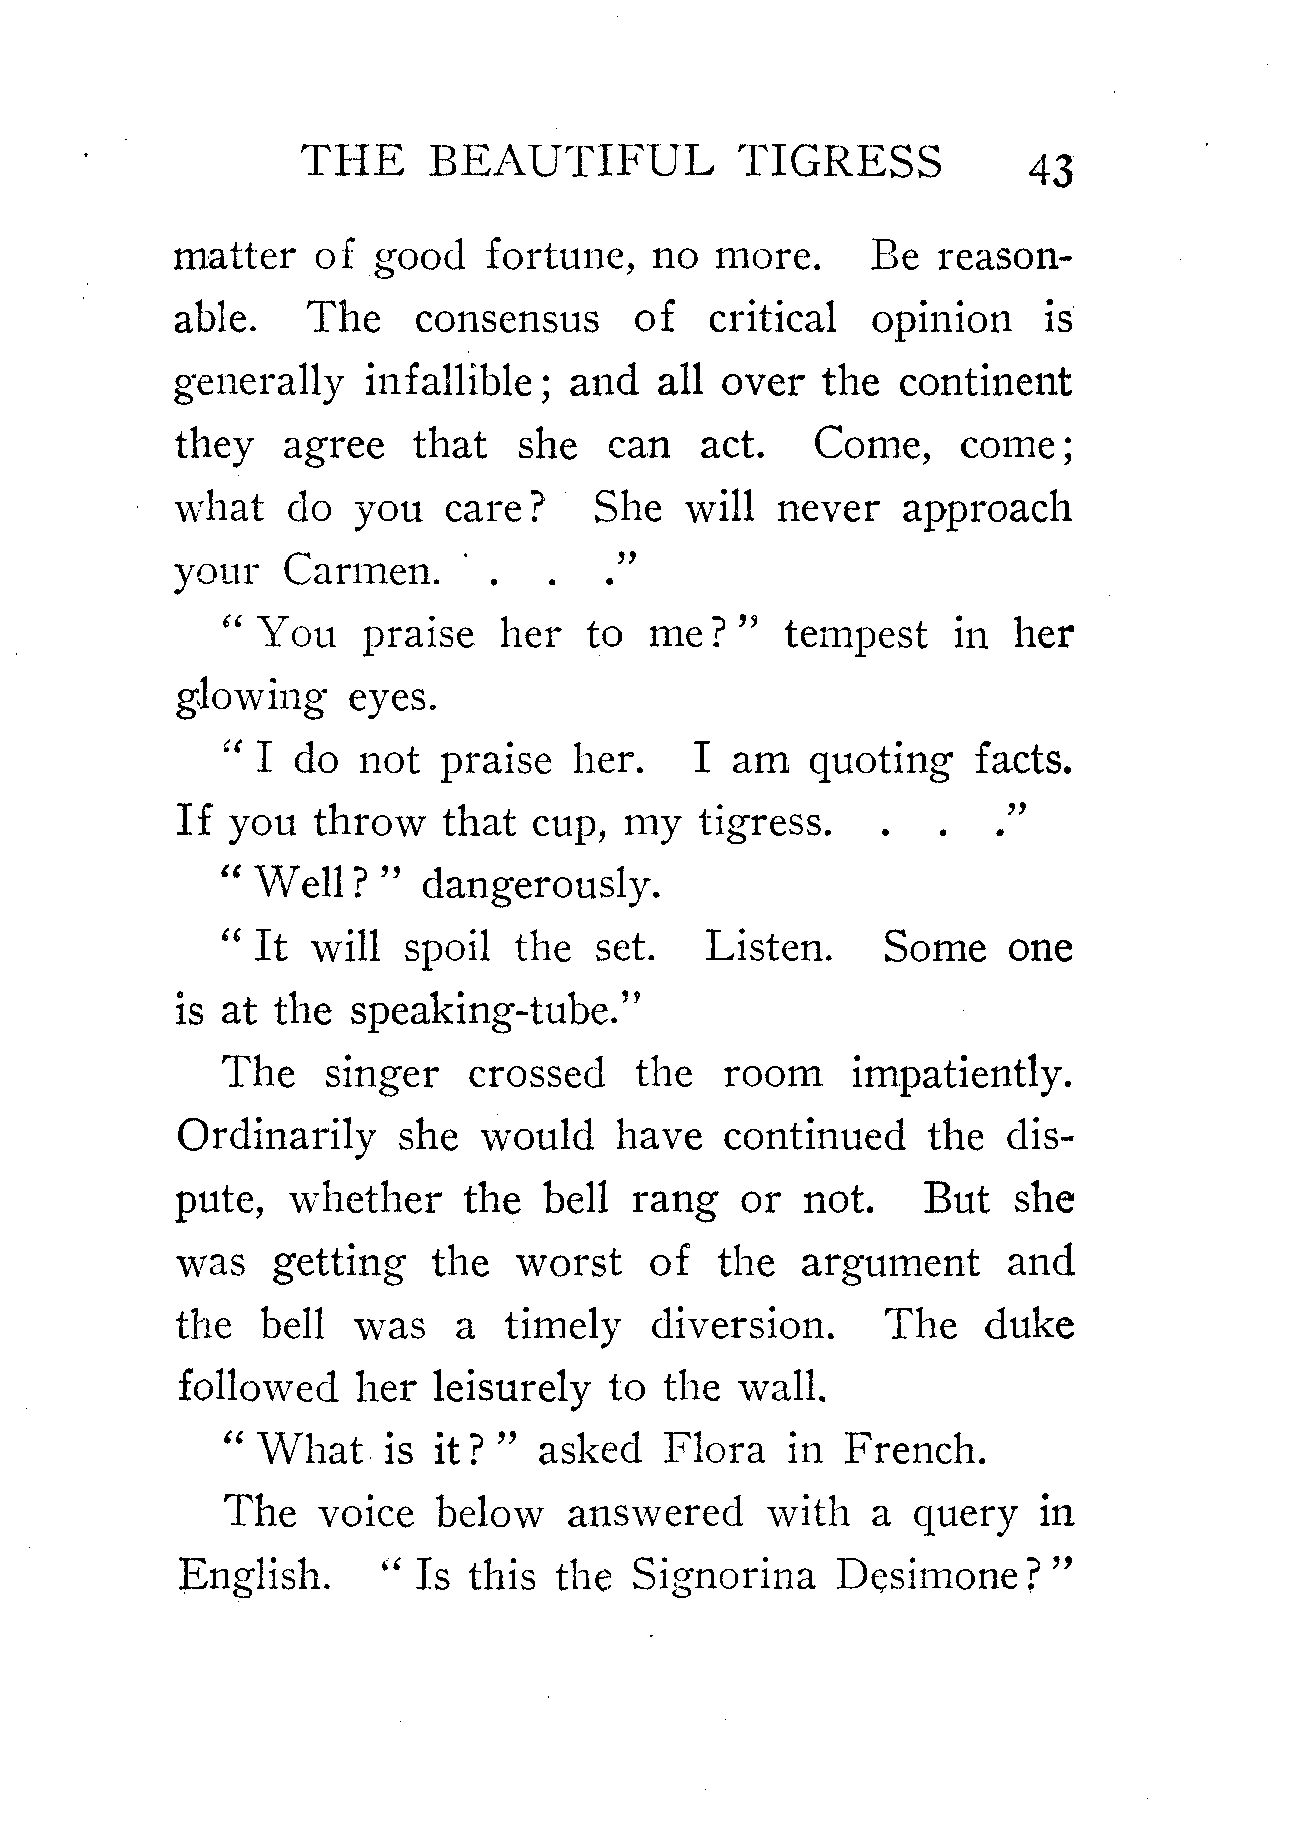 THE BEAUTIFUL TIGRESS 43
matter of good fortune, no more. Be reason-
able. The consensus of critical opinion is
generally infallible; and all over the continent
they agree that she can act. Come, come;
what do you care? She will never approach
your Carmen. . . ."
" You praise her to me? " tempest in her
glowing eyes.
" I do not praise her. I am quoting facts.
If you throw that cup, my tigress. . . ."
" Well? " dangerously.
" It will spoil the set. Listen. Some one
is at the speaking-tube."
The singer crossed the room impatiently.
Ordinarily she would have continued the dis-
pute, whether the bell rang or not. But she
was getting the worst of the argument and
the bell was a timely diversion. The duke
followed her leisurely to the wall.
" What is it? " asked Flora in French.
The voice below answered with a query in
English. " Is this the Signorina Desimone? "